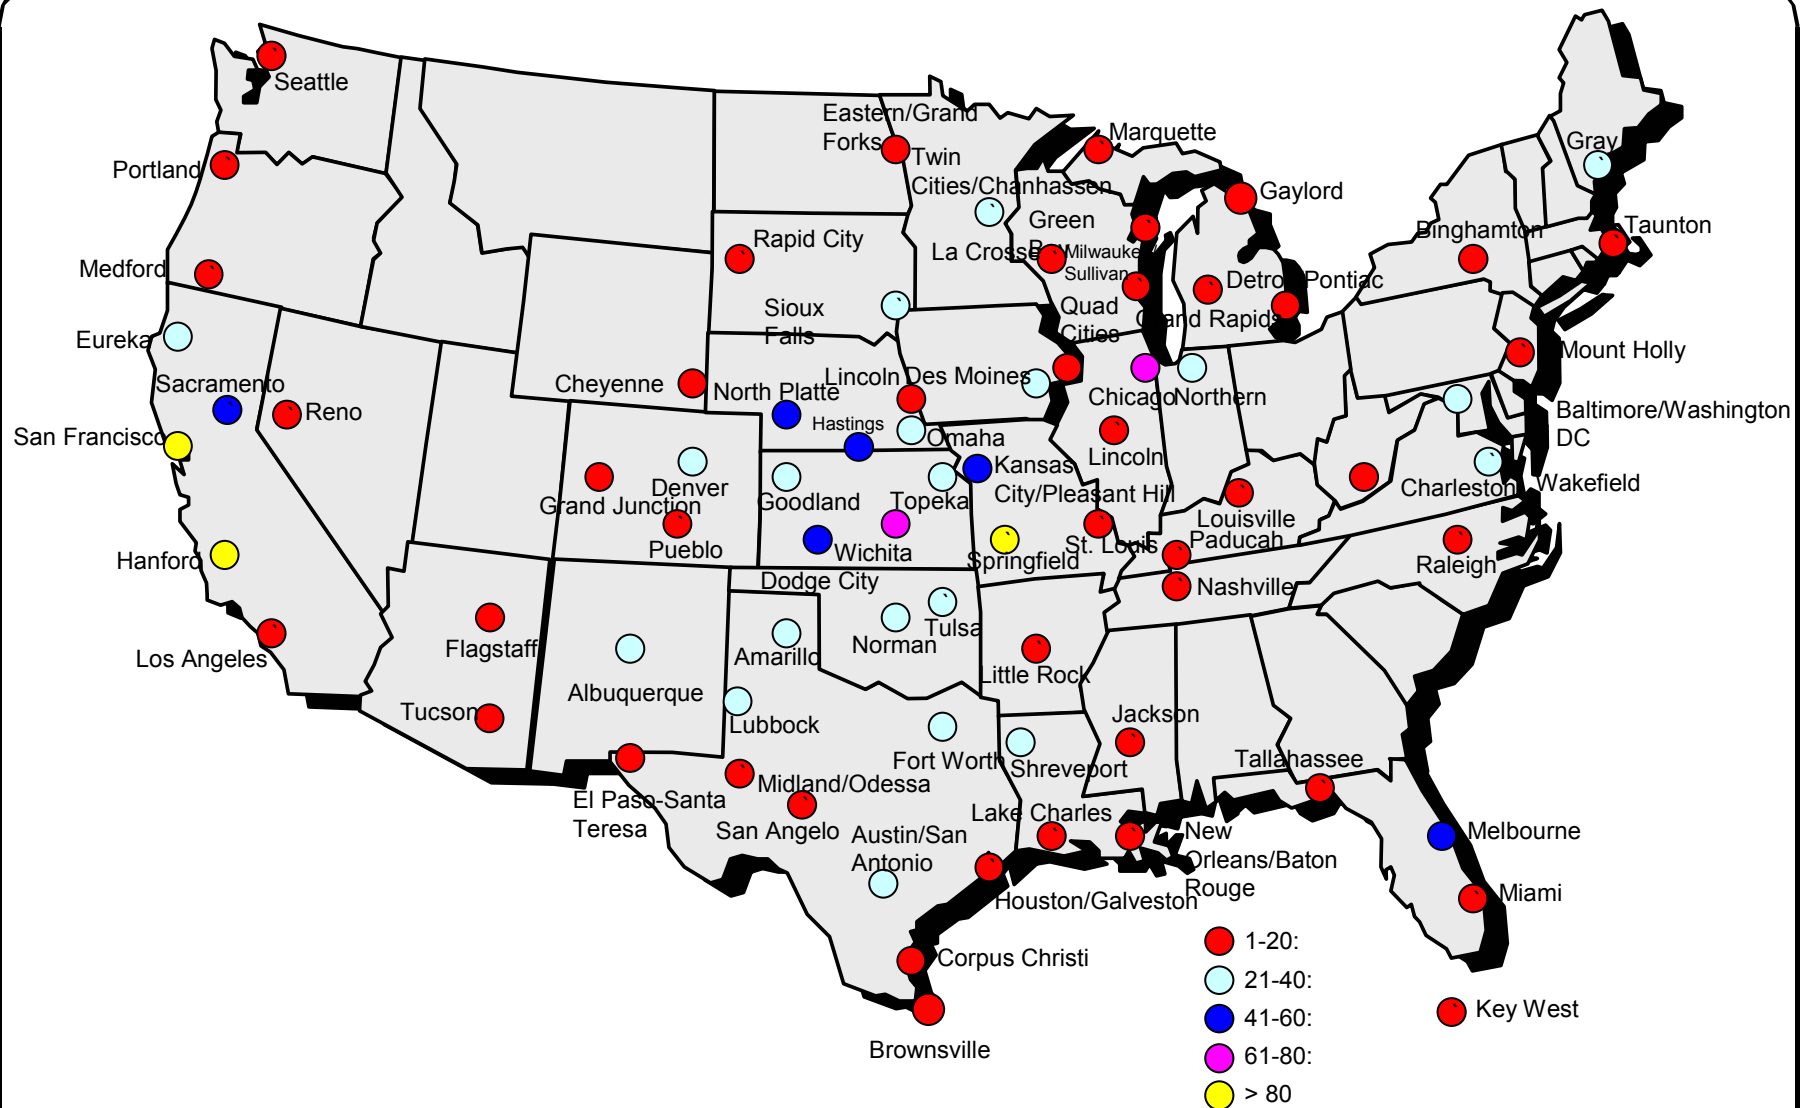 Seattle
Eastern/Grand
Forks
Marquette
Gray
Twin
Cities/Chanhassen
Portland
Gaylord
Green
Binghamton
Taunton
Rapid City
La Crosse
Milwaukee
Sullivan
Medford
Detroit/Pontiac
Sioux
Falls
Quad
Cities
Grand Rapids
Eureka
Mount Holly
Sacramento
Cheyenne
North Platte
Lincoln
Des Moines
Chicago
Northern
Reno
Hastings
Omaha
Baltimore/Washington
DC
San Francisco
Lincoln
Kansas
City/Pleasant Hill
Denver
Grand Junction
Goodland
Topeka
Charleston
Wakefield
Louisville
Pueblo
Wichita
Springfield
St. Louis
Paducah
Raleigh
Hanford
Dodge City
Nashville
Flagstaff
Norman
Tulsa
Amarillo
Los Angeles
Little Rock
Albuquerque
Tucson
Lubbock
Jackson
Fort Worth
Shreveport
Tallahassee
Midland/Odessa
El Paso-Santa
Teresa
San Angelo
Lake Charles
Austin/San
Antonio
New
Orleans/Baton
Rouge
Melbourne
Houston/Galveston
Miami
Corpus Christi
Key West
Brownsville
1-20:
21-40:
41-60:
61-80:
> 80